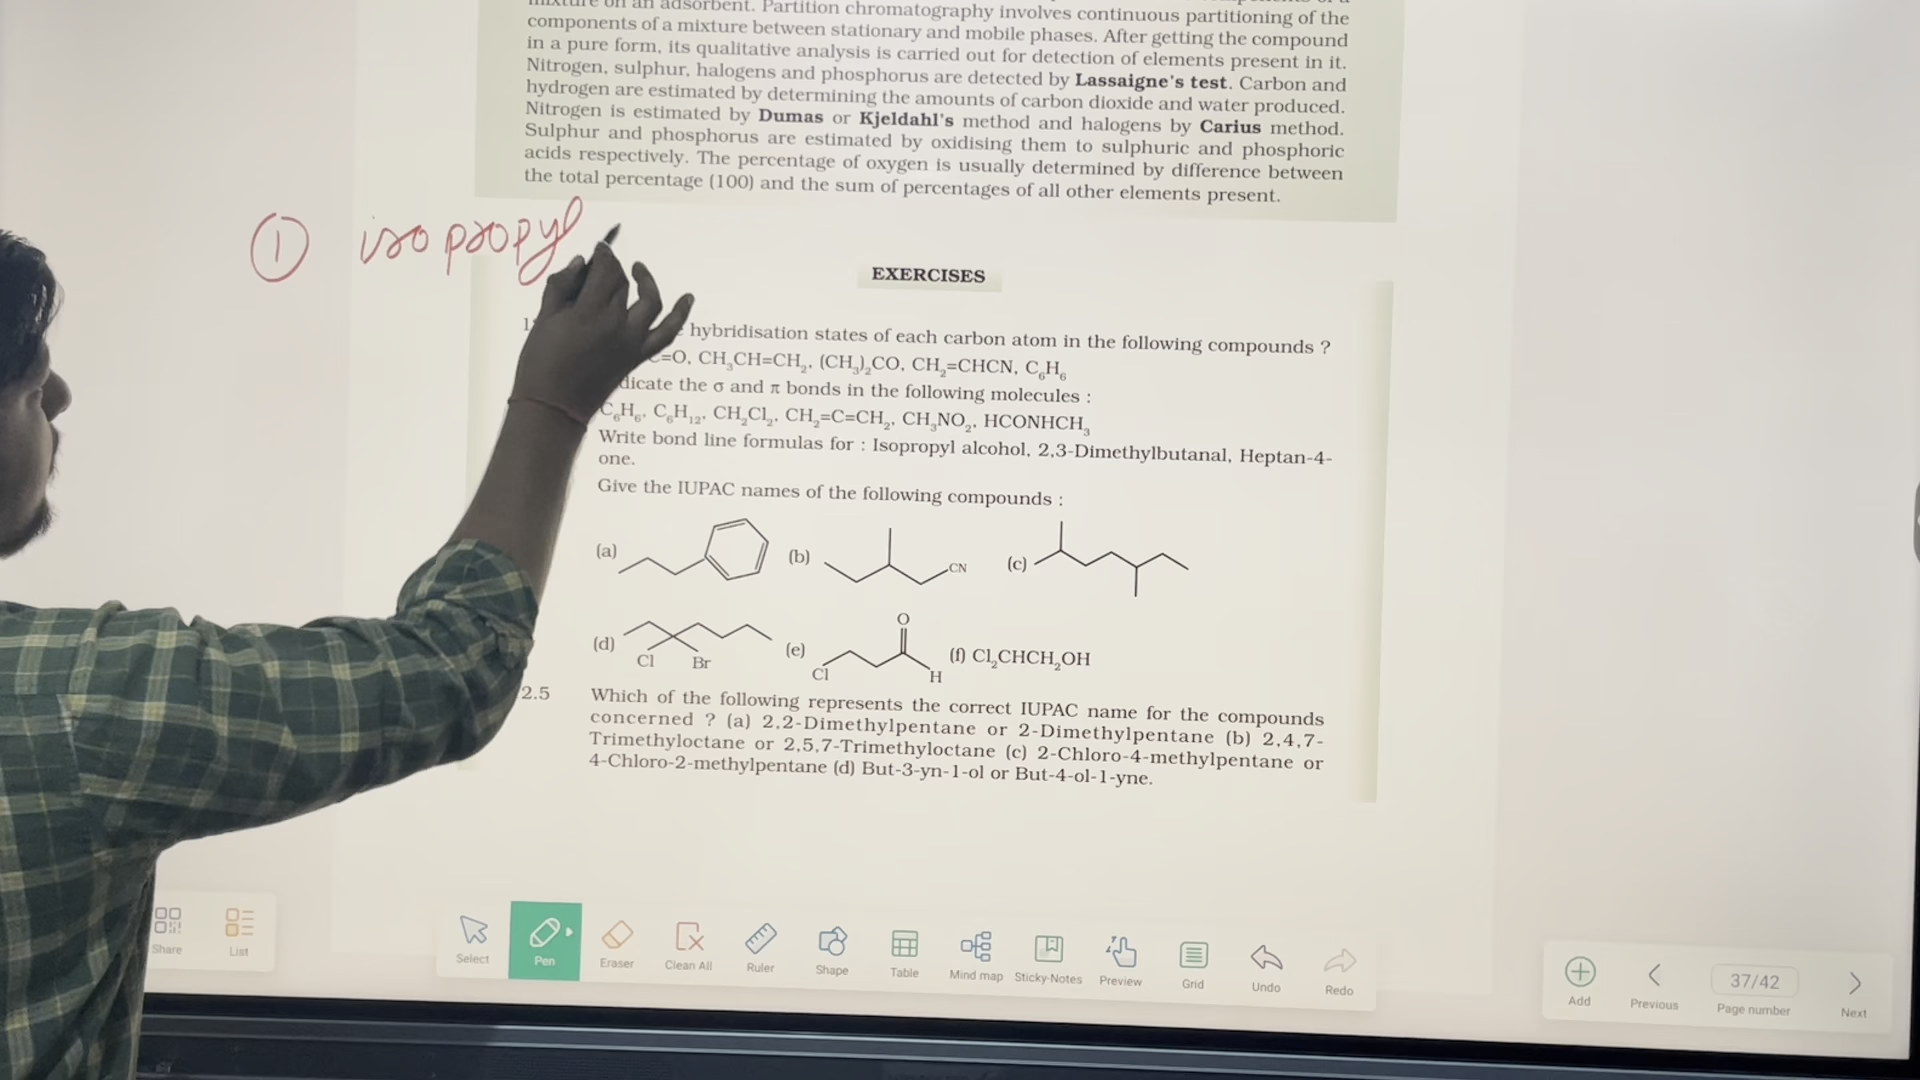 an adsorbent. Partition chromatography involves continuous partitioning of the
components of a mixture between stationary and mobile phases. After getting the compound
in a pure form, its qualitative analysis is carried out for detection of elements present in it.
Nitrogen, sulphur, halogens and phosphorus are detected by Lassaigne's test. Carbon and
hydrogen are estimated by determining the amounts of carbon dioxide and water produced.
Nitrogen is estimated by Dumas or Kjeldahl's method and halogens by Carius method.
Sulphur and phosphorus are estimated by oxidising them to sulphuric and phosphoric
acids respectively. The percentage of oxygen is usually determined by difference between
the total percentage (100) and the sum of percentages of all other elements present.
① isopropyl
EXERCISES
hybridisation states of each carbon atom in the following compounds ?
=O, CH₃CH=CH₂, (CH₃)₂CO, CH₂=CHCN, C₆H₆
the σ and π bonds in the following molecules :
C₆H₆, C₆H₁₂, CH₂Cl₂, CH₂=C=CH₂, CH₃NO₂, HCONHCH₃
Write bond line formulas for : Isopropyl alcohol, 2,3-Dimethylbutanal, Heptan-4-
one.
Give the IUPAC names of the following compounds :
(a) (b) CN (c)
(d) Cl Br (e) Cl O H (f) Cl₂CHCH₂OH
2.5 Which of the following represents the correct IUPAC name for the compounds
concerned ? (a) 2,2-Dimethylpentane or 2-Dimethylpentane (b) 2,4,7-
Trimethyloctane or 2,5,7-Trimethyloctane (c) 2-Chloro-4-methylpentane or
4-Chloro-2-methylpentane (d) But-3-yn-1-ol or But-4-ol-1-yne.
Share List Select Pen Eraser Clean All Ruler Shape Table Mind map Sticky Notes Preview Grid Undo Redo
Add Previous 37/42 Page number Next